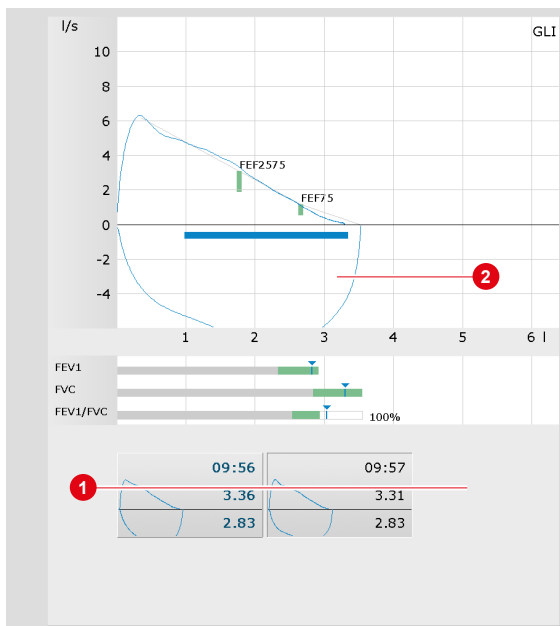 l/s
GLI
10
8
6
4
2
0
-2
-4
FEF2575
FEF75
2
1 2 3 4 5 6 l
FEV1
FVC
FEV1/FVC 100%
09:56 09:57
1
3.36 3.31
2.83 2.83